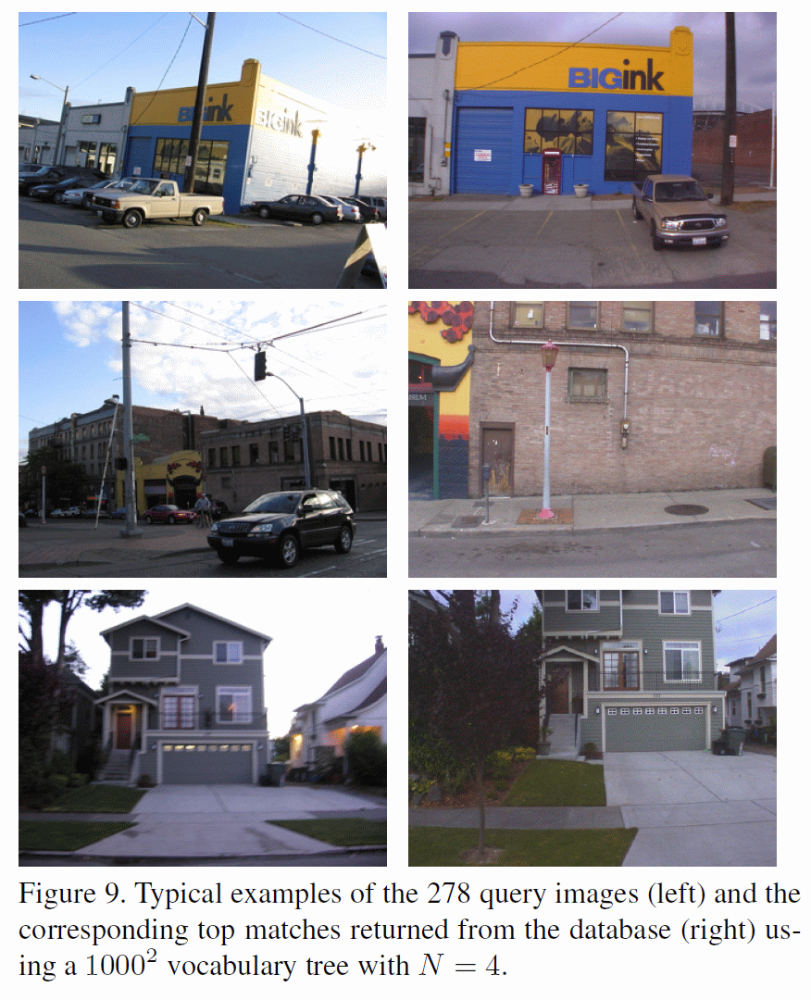 BIGink
BIGink
BIGink
Figure 9. Typical examples of the 278 query images (left) and the
corresponding top matches returned from the database (right) us-
ing a 1000² vocabulary tree with N = 4.